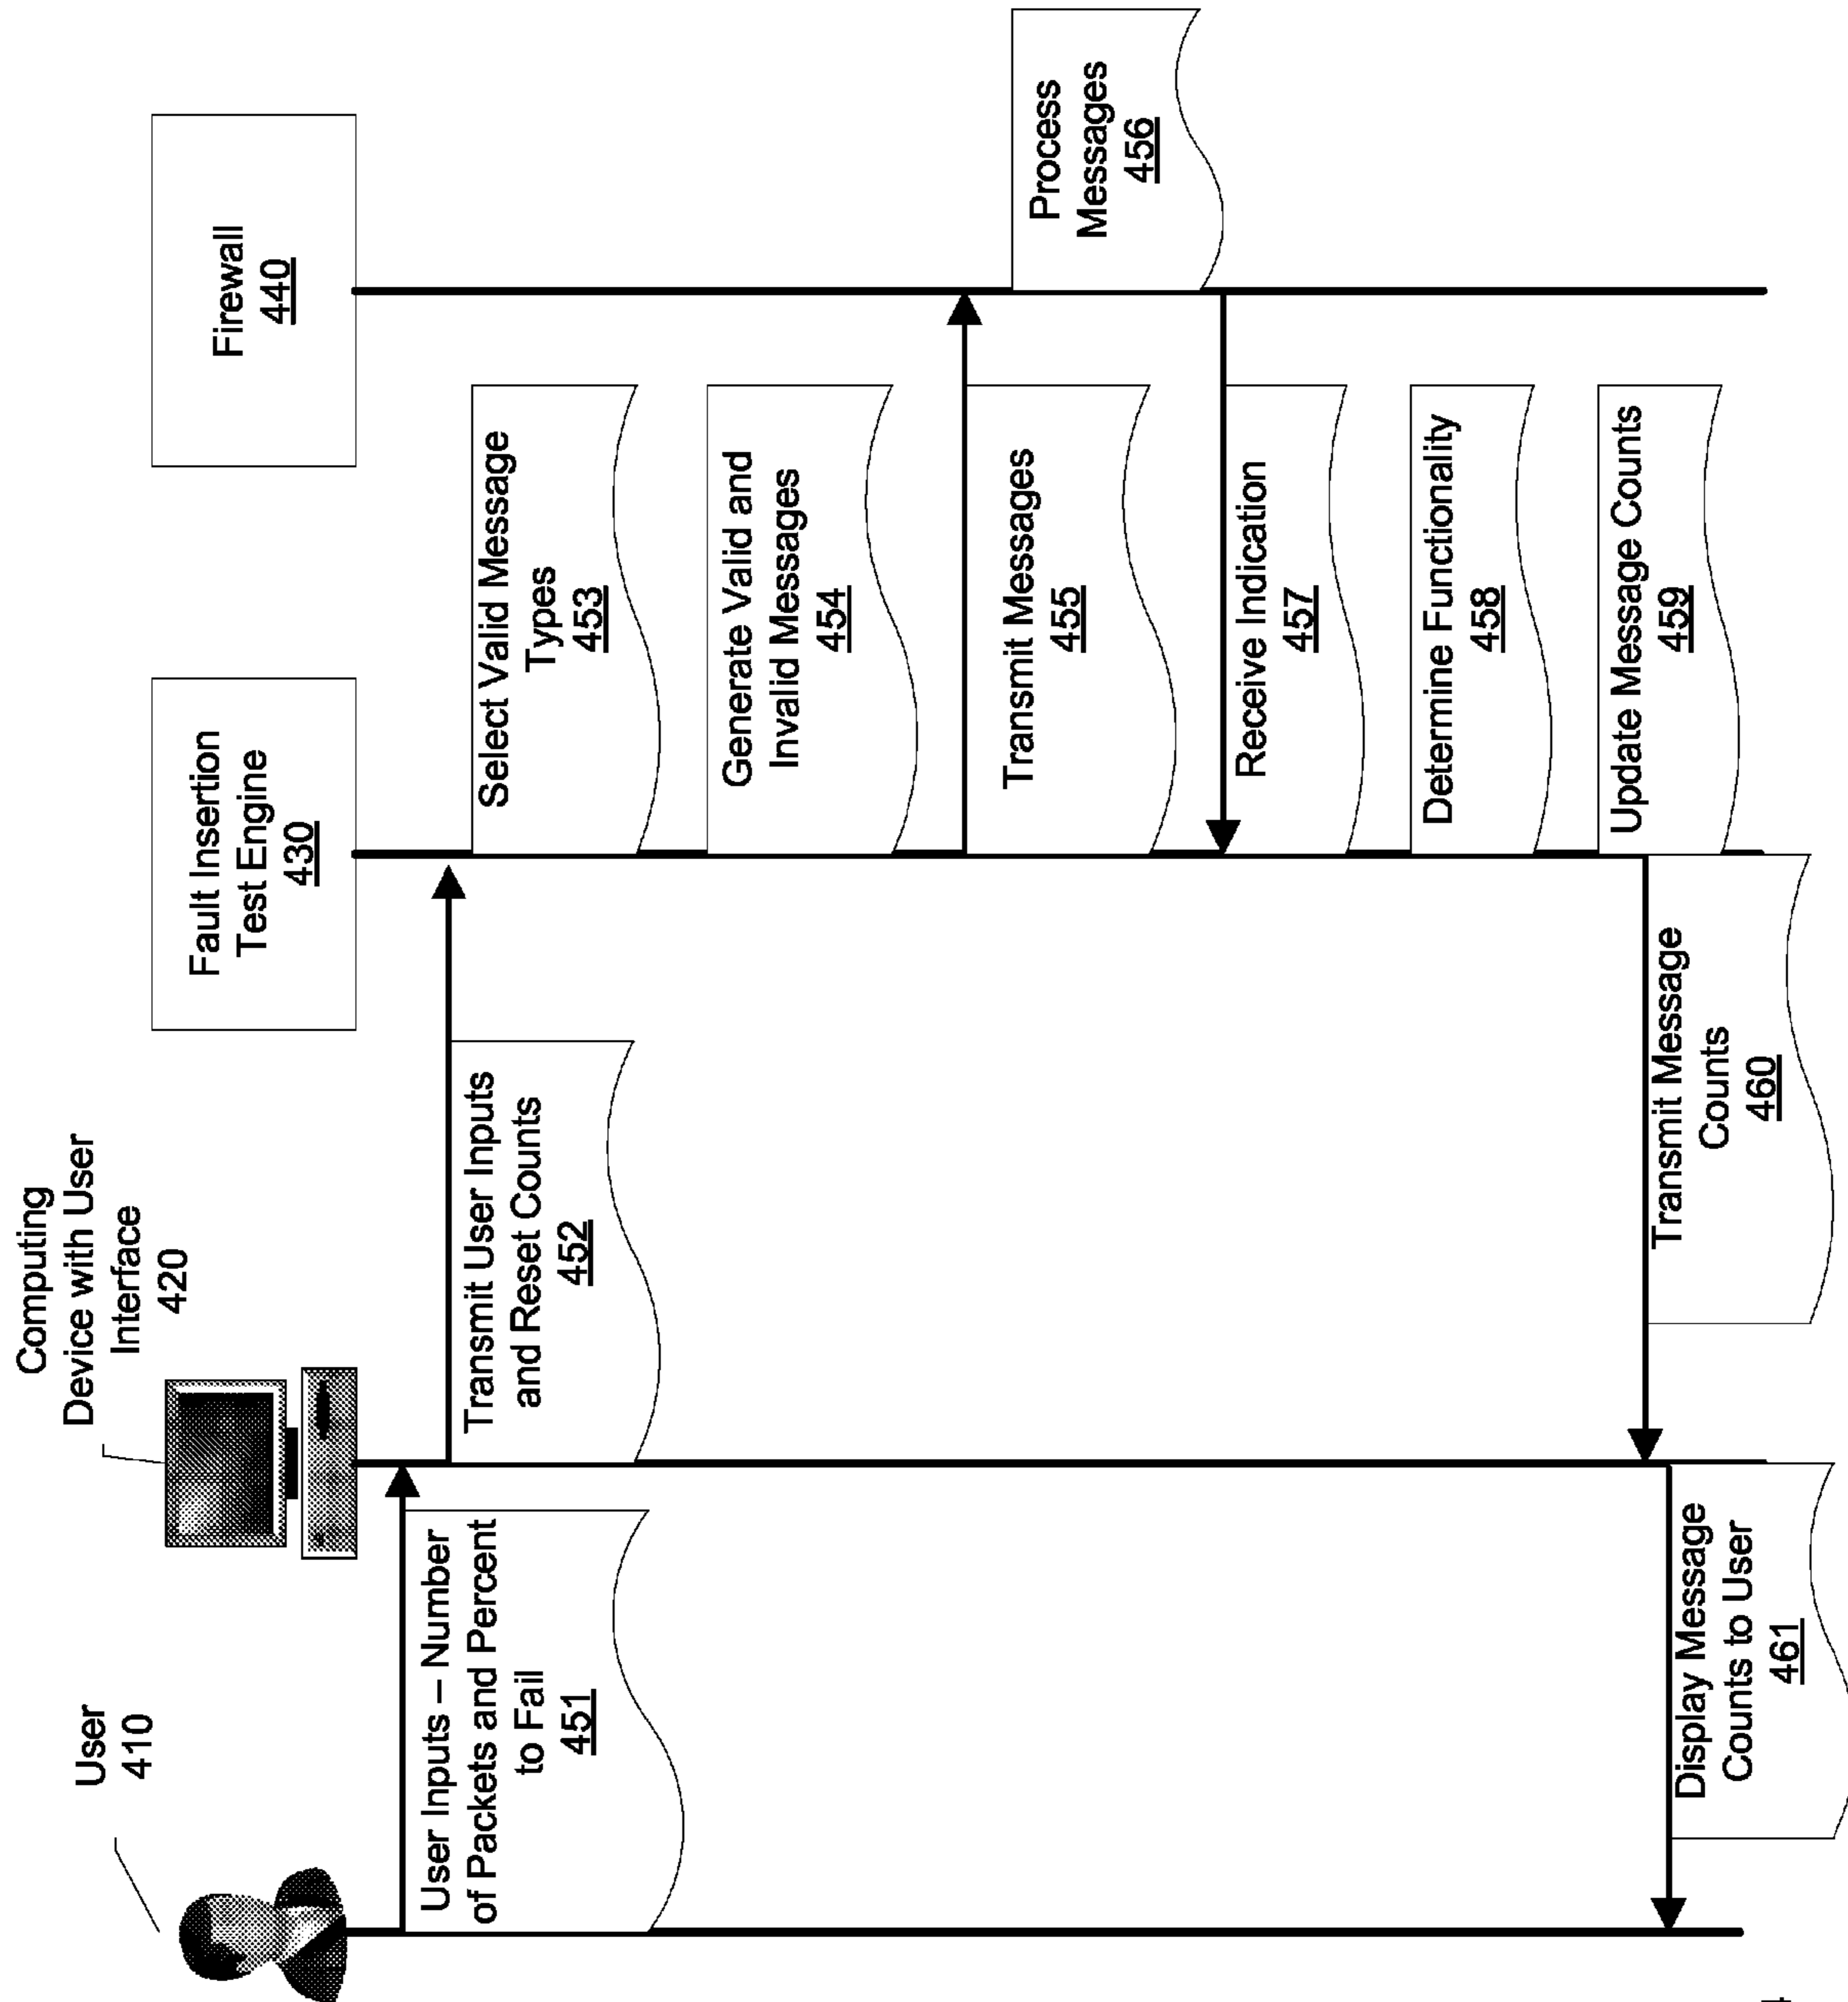 User
410
Computing
Device with User
Interface
420
Fault Insertion
Test Engine
430
Firewall
440
User Inputs – Number
of Packets and Percent
to Fail
451
Transmit User Inputs
and Reset Counts
452
Select Valid Message
Types
453
Generate Valid and
Invalid Messages
454
Transmit Messages
455
Process
Messages
456
Receive Indication
457
Determine Functionality
458
Update Message Counts
459
Transmit Message
Counts
460
Display Message
Counts to User
461